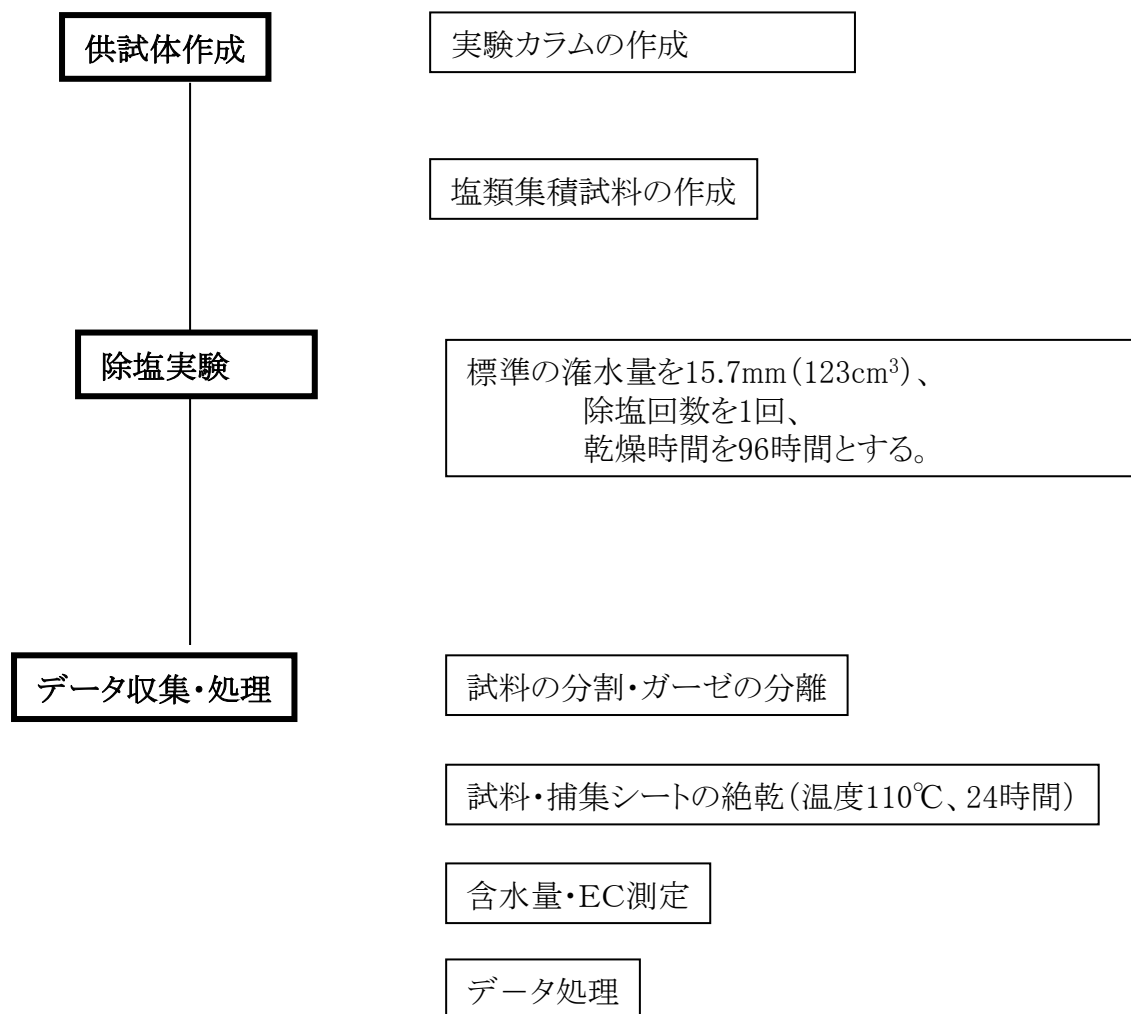 供試体作成
実験カラムの作成
塩類集積試料の作成
除塩実験
標準の潅水量を15.7mm（123cm³）、
除塩回数を1回、
乾燥時間を96時間とする。
データ収集・処理
試料の分割・ガーゼの分離
試料・捕集シートの絶乾（温度110℃、24時間）
含水量・EC測定
データ処理